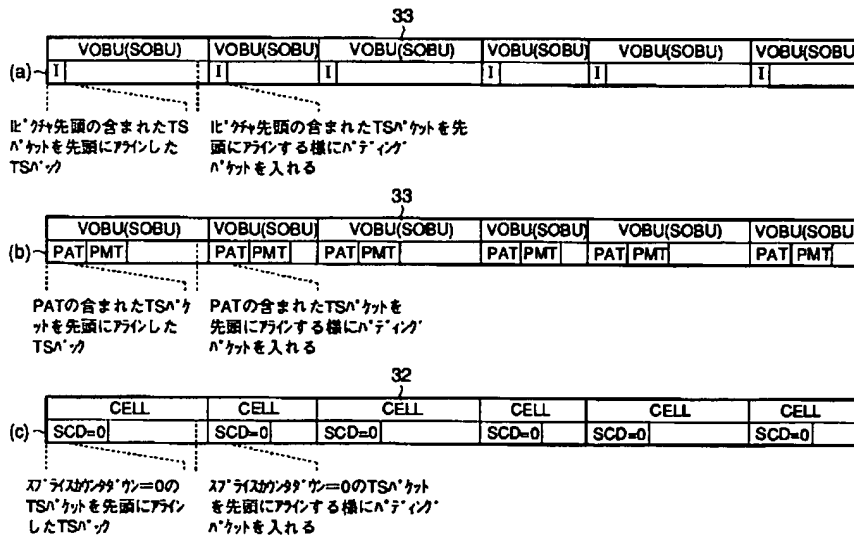 33
VOBU(SOBU) VOBU(SOBU) VOBU(SOBU) VOBU(SOBU) VOBU(SOBU) VOBU(SOBU
(a) I I I I I I
Iピクチャ先頭の含まれたTS
パケットを先頭にアラインした
TSパック
Iピクチャ先頭の含まれたTSパケットを先
頭にアラインする様にパディング
パケットを入れる
33
VOBU(SOBU) VOBU(SOBU) VOBU(SOBU) VOBU(SOBU) VOBU(SOBU) VOBU(SOBU
(b) PAT PMT PAT PMT PAT PMT PAT PMT PAT PMT PAT PMT
PATの含まれたTSパケ
ットを先頭にアラインした
TSパック
PATの含まれたTSパケットを
先頭にアラインする様にパディング
パケットを入れる
32
CELL CELL CELL CELL CELL CELL
(c) SCD=0 SCD=0 SCD=0 SCD=0 SCD=0 SCD=0
スプライスカウンタダウン=0の
TSパケットを先頭にアライン
したTSパック
スプライスカウンタダウン=0のTSパケット
を先頭にアラインする様にパディング
パケットを入れる